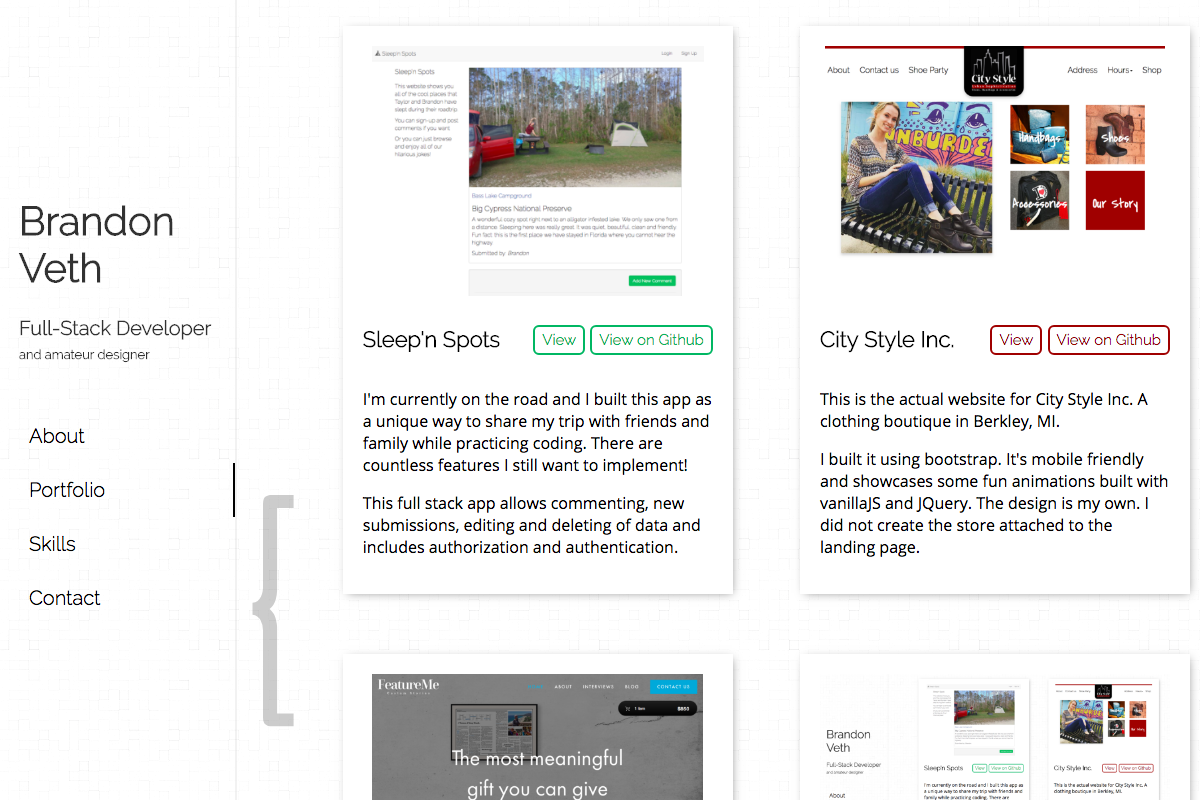 Brandon
Veth
Full-Stack Developer
and amateur designer
About
Portfolio
Skills
Contact
{
Sleep'n Spots
Login
Sign Up
Sleep'n Spots
This website shows you
all of the cool places that
Taylor and Brandon have
slept during their roadtrip.
You can sign-up and post
comments if you want.
Or you can just browse
and enjoy all of our
hilarious jokes!
Base Lake Campground
Big Cypress National Preserve
A wonderful cozy spot right next to an alligator infested lake. We only saw one from
a distance. Sleeping here was really great. It was quiet, beautiful, clean and friendly.
Fun fact: this is the first place we have stayed in Florida where you cannot hear the
highway.
Submitted by Brandon
Add New Comment
Sleep'n Spots
View
View on Github
I'm currently on the road and I built this app as
a unique way to share my trip with friends and
family while practicing coding. There are
countless features I still want to implement!
This full stack app allows commenting, new
submissions, editing and deleting of data and
includes authorization and authentication.
About
Contact us
Shoe Party
City Style
Address
Hours
Shop
UNBURDE
Handbags
Shoes
Accessories
Our Story
City Style Inc.
View
View on Github
This is the actual website for City Style Inc. A
clothing boutique in Berkley, MI.
I built it using bootstrap. It's mobile friendly
and showcases some fun animations built with
vanillaJS and JQuery. The design is my own. I
did not create the store attached to the
landing page.
FeatureMe
Custom Stories
ABOUT
INTERVIEWS
BLOG
CONTACT US
1 item
$855
The most meaningful
gift you can give
Brandon
Veth
Full-Stack Developer
and amateur designer
About
Sleep'n Spots
View
View on Github
I'm currently on the road and I built this app as
a unique way to share my trip with friends and
family while practicing coding. There are
City Style Inc.
View
View on Github
This is the actual website for City Style Inc. A
clothing boutique in Berkley, MI.